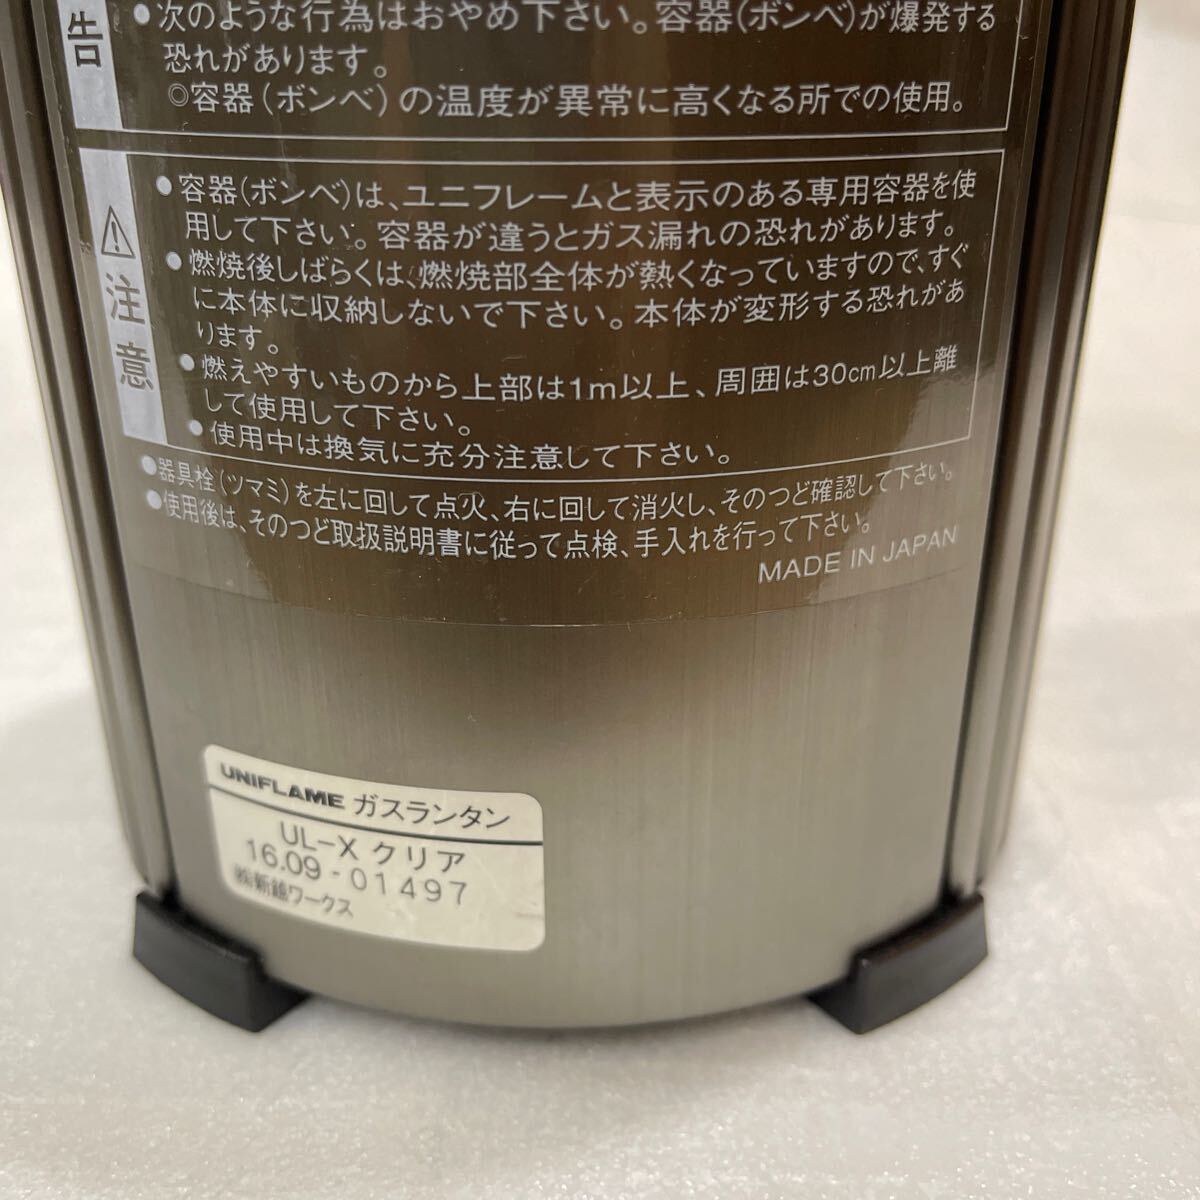 告
●次のような行為はおやめ下さい。容器(ボンベ)が爆発する
恐れがあります。
◎容器(ボンベ)の温度が異常に高くなる所での使用。
注意
●容器(ボンベ)は、ユニフレームと表示のある専用容器を使
用して下さい。容器が違うとガス漏れの恐れがあります。
●燃焼後しばらくは、燃焼部全体が熱くなっていますので、すぐ
に本体に収納しないで下さい。本体が変形する恐れがあ
ります。
●燃えやすいものから上部は1m以上、周囲は30cm以上離
して使用して下さい。
●使用中は換気に充分注意して下さい。
●器具栓(ツマミ)を左に回して点火、右に回して消火し、そのつど確認して下さい。
●使用後は、そのつど取扱説明書に従って点検、手入れを行って下さい。
MADE IN JAPAN
UNIFLAME ガスランタン
UL-X クリア
16.09-01497
㈱新越ワークス